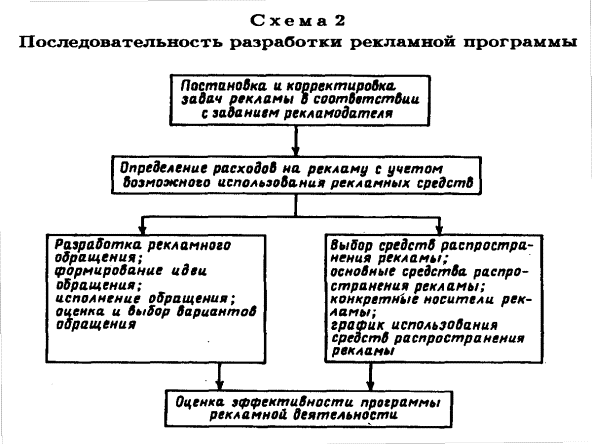 Схема 2
Последовательность разработки рекламной программы
Постановка и корректировка
задач рекламы в соответствии
с заданием рекламодателя
Определение расходов на рекламу с учетом
возможного использования рекламных средств
Разработка рекламного
обращения;
формирование идеи
обращения;
исполнение обращения;
оценка и выбор вариантов
обращения
Выбор средств распростра-
нения рекламы;
основные средства распро-
странения рекламы;
конкретные носители рек-
ламы;
график использования
средств распространения
рекламы
Оценка эффективности программы
рекламной деятельности